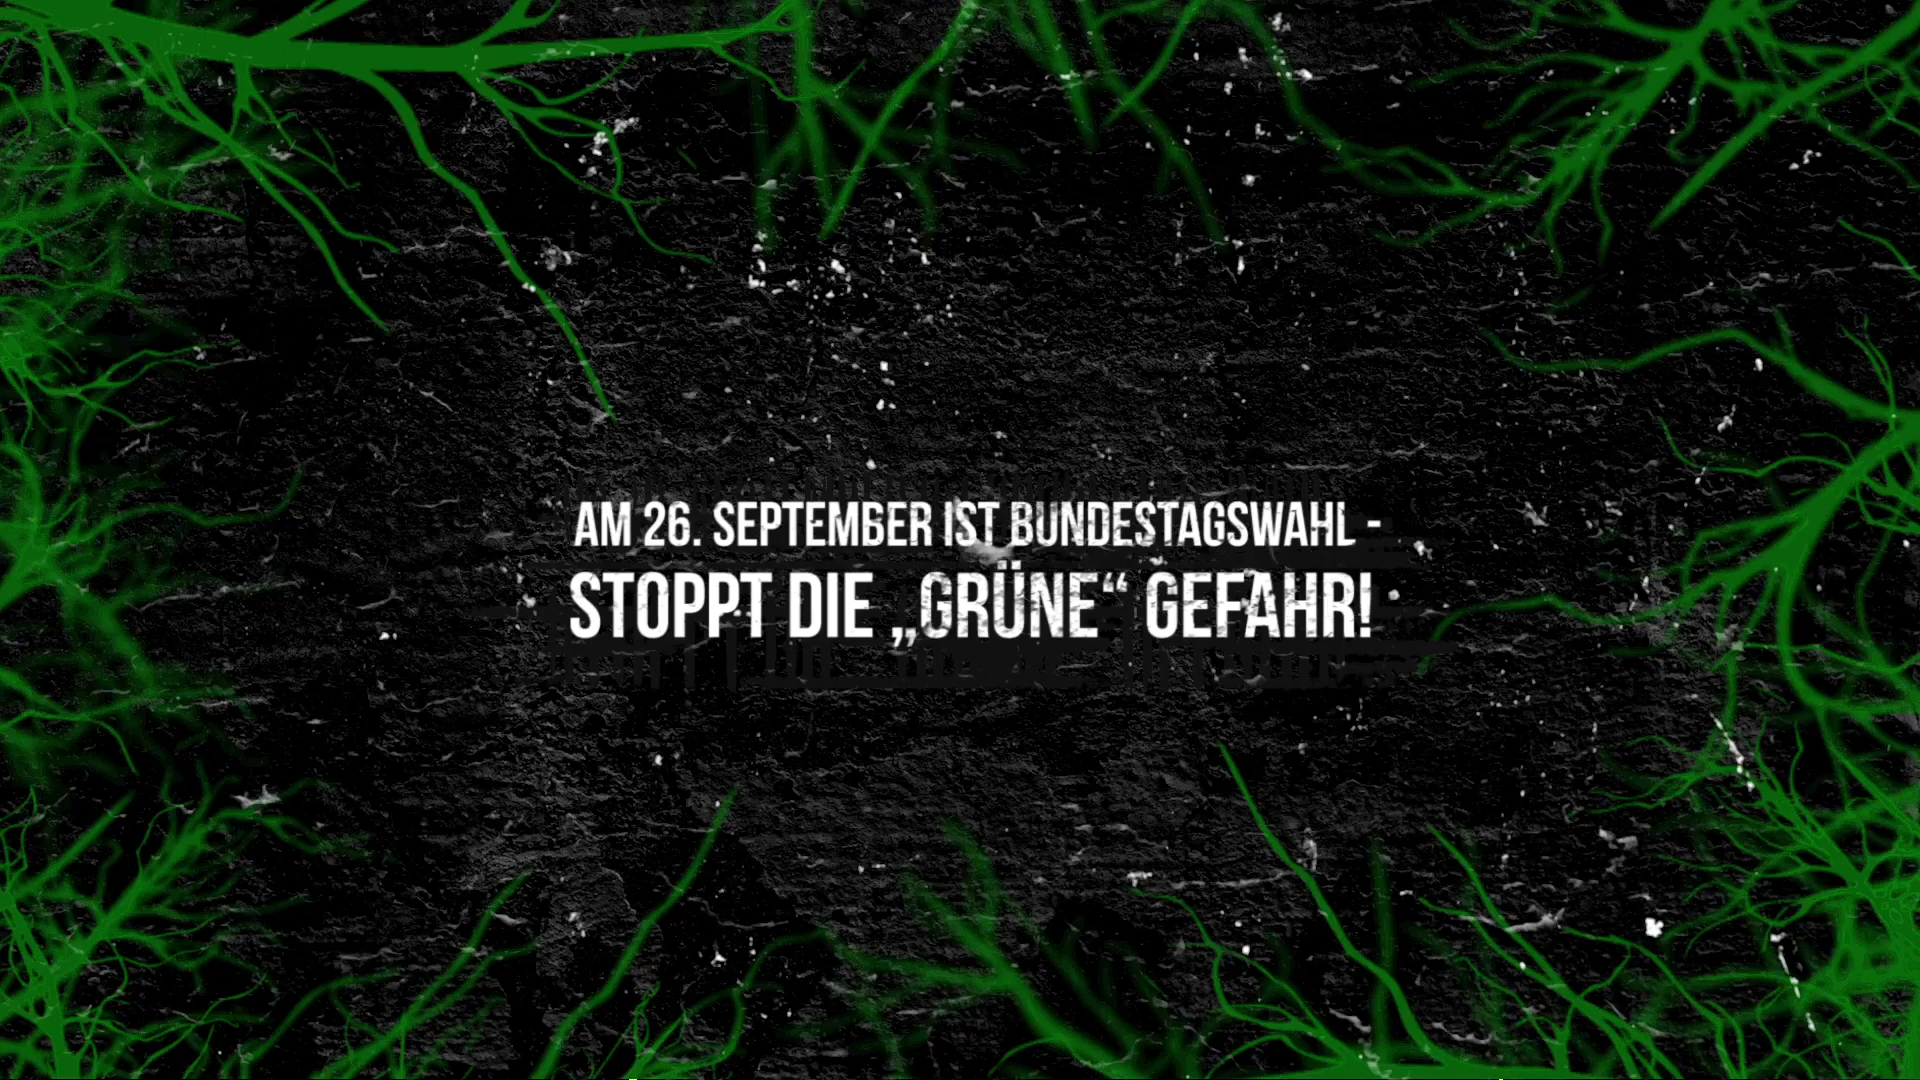 AM 26. SEPTEMBER IST BUNDESTAGSWAHL -
STOPPT DIE „GRÜNE“ GEFAHR!